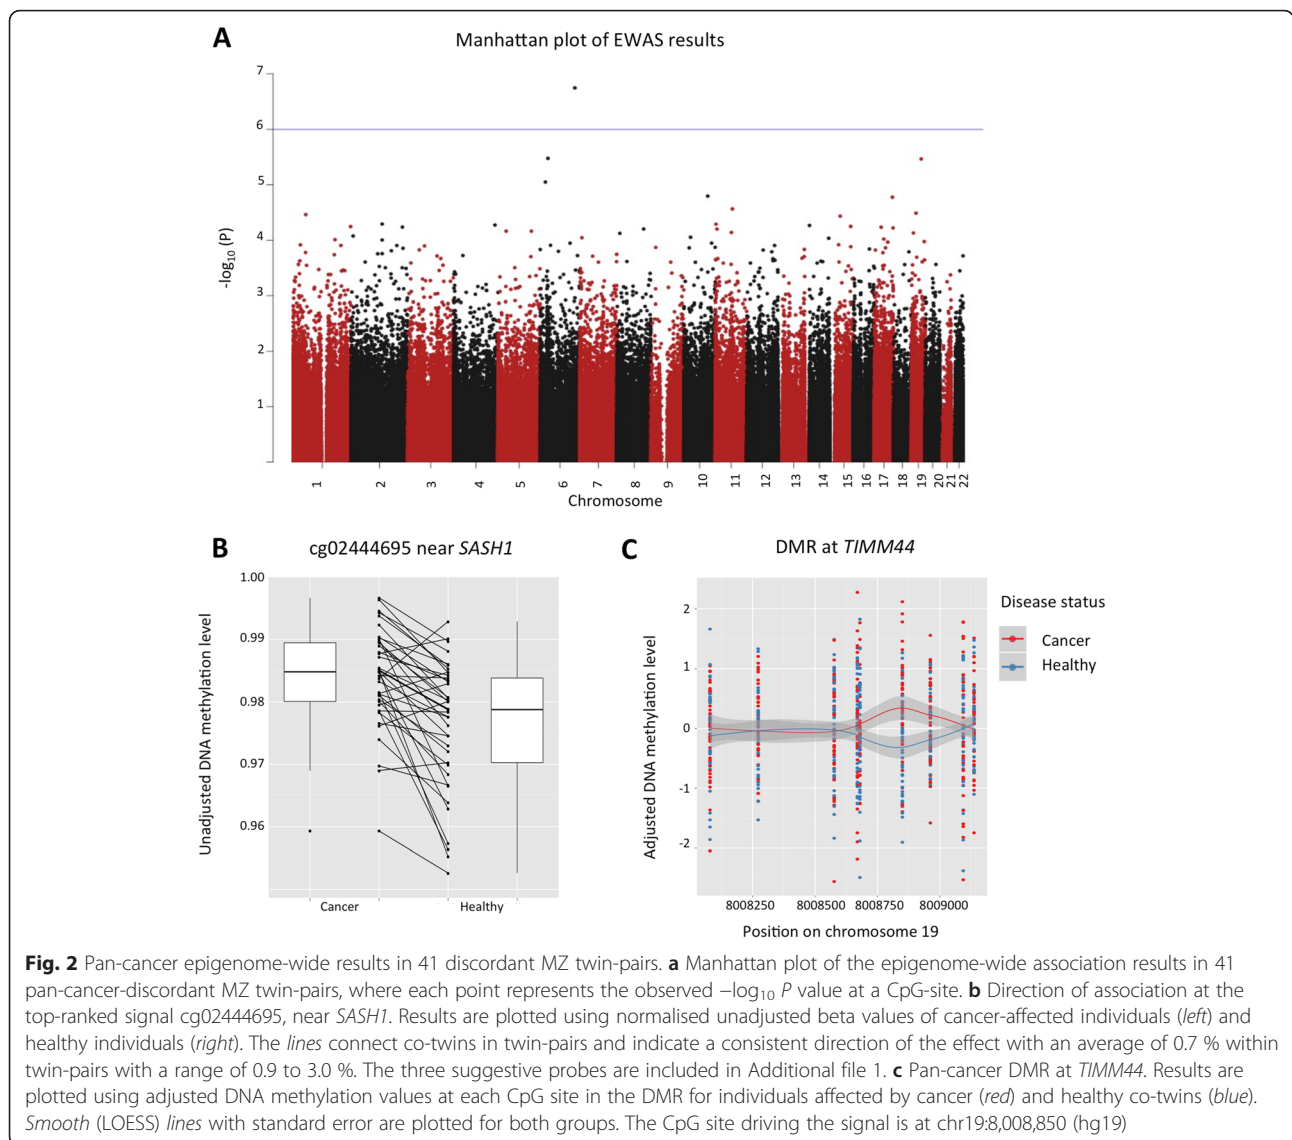 A
Manhattan plot of EWAS results
7
6
5
4
3
2
1
-log10 (P)
1 2 3 4 5 6 7 8 9 10 11 12 13 14 15 16 17 18 19 20 21 22
Chromosome
B
cg02444695 near SASH1
1.00
0.99
0.98
0.97
0.96
Unadjusted DNA methylation level
Cancer Healthy
C
DMR at TIMM44
2
1
0
-1
-2
Adjusted DNA methylation level
8008250 8008500 8008750 8009000
Position on chromosome 19
Disease status
Cancer
Healthy
Fig. 2 Pan-cancer epigenome-wide results in 41 discordant MZ twin-pairs. a Manhattan plot of the epigenome-wide association results in 41
pan-cancer-discordant MZ twin-pairs, where each point represents the observed −log10 P value at a CpG-site. b Direction of association at the
top-ranked signal cg02444695, near SASH1. Results are plotted using normalised unadjusted beta values of cancer-affected individuals (left) and
healthy individuals (right). The lines connect co-twins in twin-pairs and indicate a consistent direction of the effect with an average of 0.7 % within
twin-pairs with a range of 0.9 to 3.0 %. The three suggestive probes are included in Additional file 1. c Pan-cancer DMR at TIMM44. Results are
plotted using adjusted DNA methylation values at each CpG site in the DMR for individuals affected by cancer (red) and healthy co-twins (blue).
Smooth (LOESS) lines with standard error are plotted for both groups. The CpG site driving the signal is at chr19:8,008,850 (hg19)